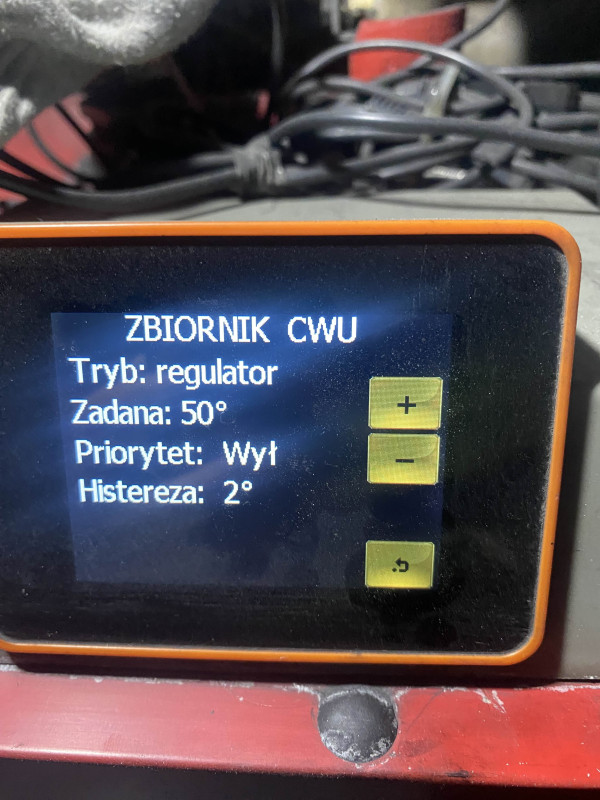 ZBIORNIK CWU
Tryb: regulator
Zadana: 50°
+
Priorytet: Wył
-
Histereza: 2°